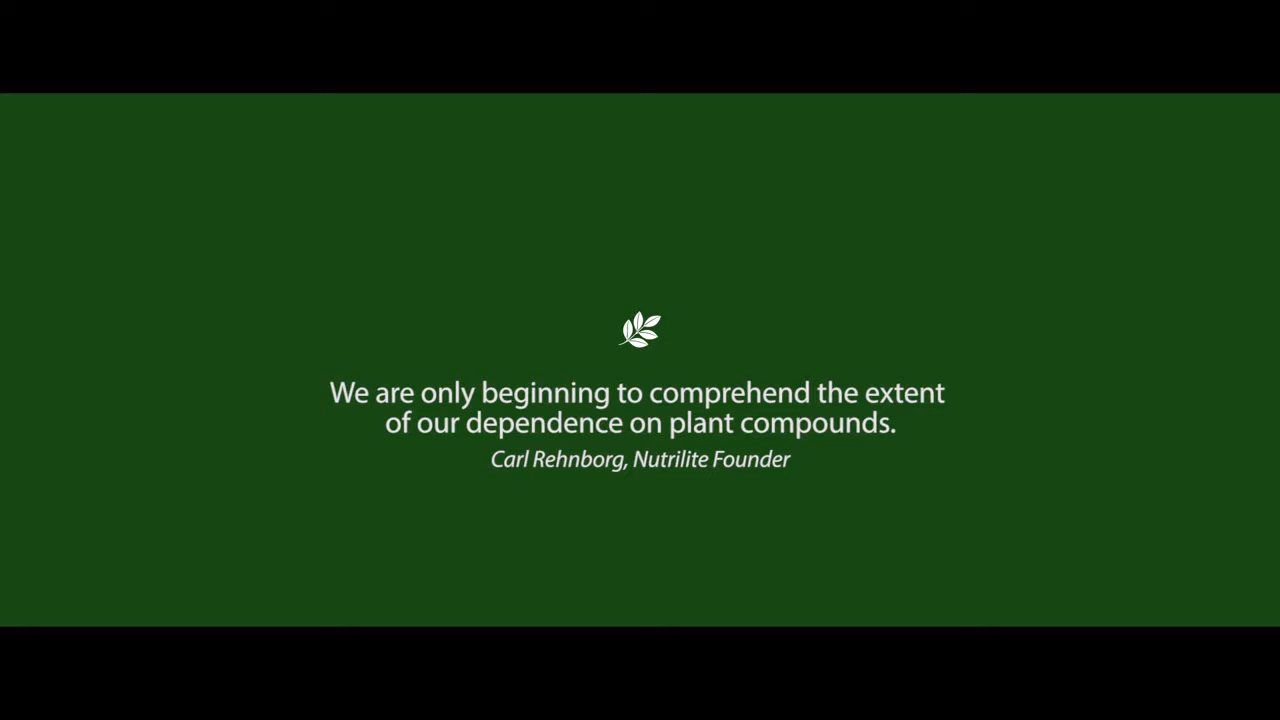 We are only beginning to comprehend the extent
of our dependence on plant compounds.
Carl Rehnborg, Nutrilite Founder